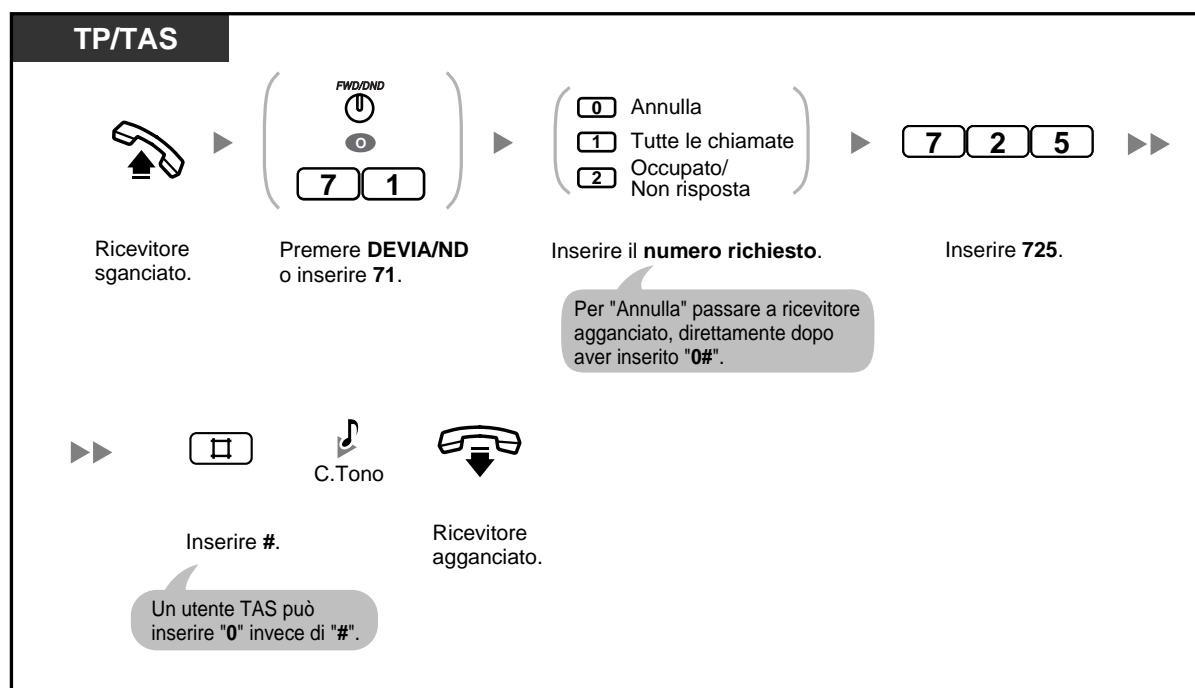 TP/TAS
FWD/DND
O
7 1
0 Annulla
1 Tutte le chiamate
2 Occupato/
Non risposta
7 2 5
Ricevitore
sganciato.
Premere DEVIA/ND
o inserire 71.
Inserire il numero richiesto.
Inserire 725.
Per "Annulla" passare a ricevitore
agganciato, direttamente dopo
aver inserito "0#".
#
C.Tono
Inserire #.
Ricevitore
agganciato.
Un utente TAS può
inserire "0" invece di "#".